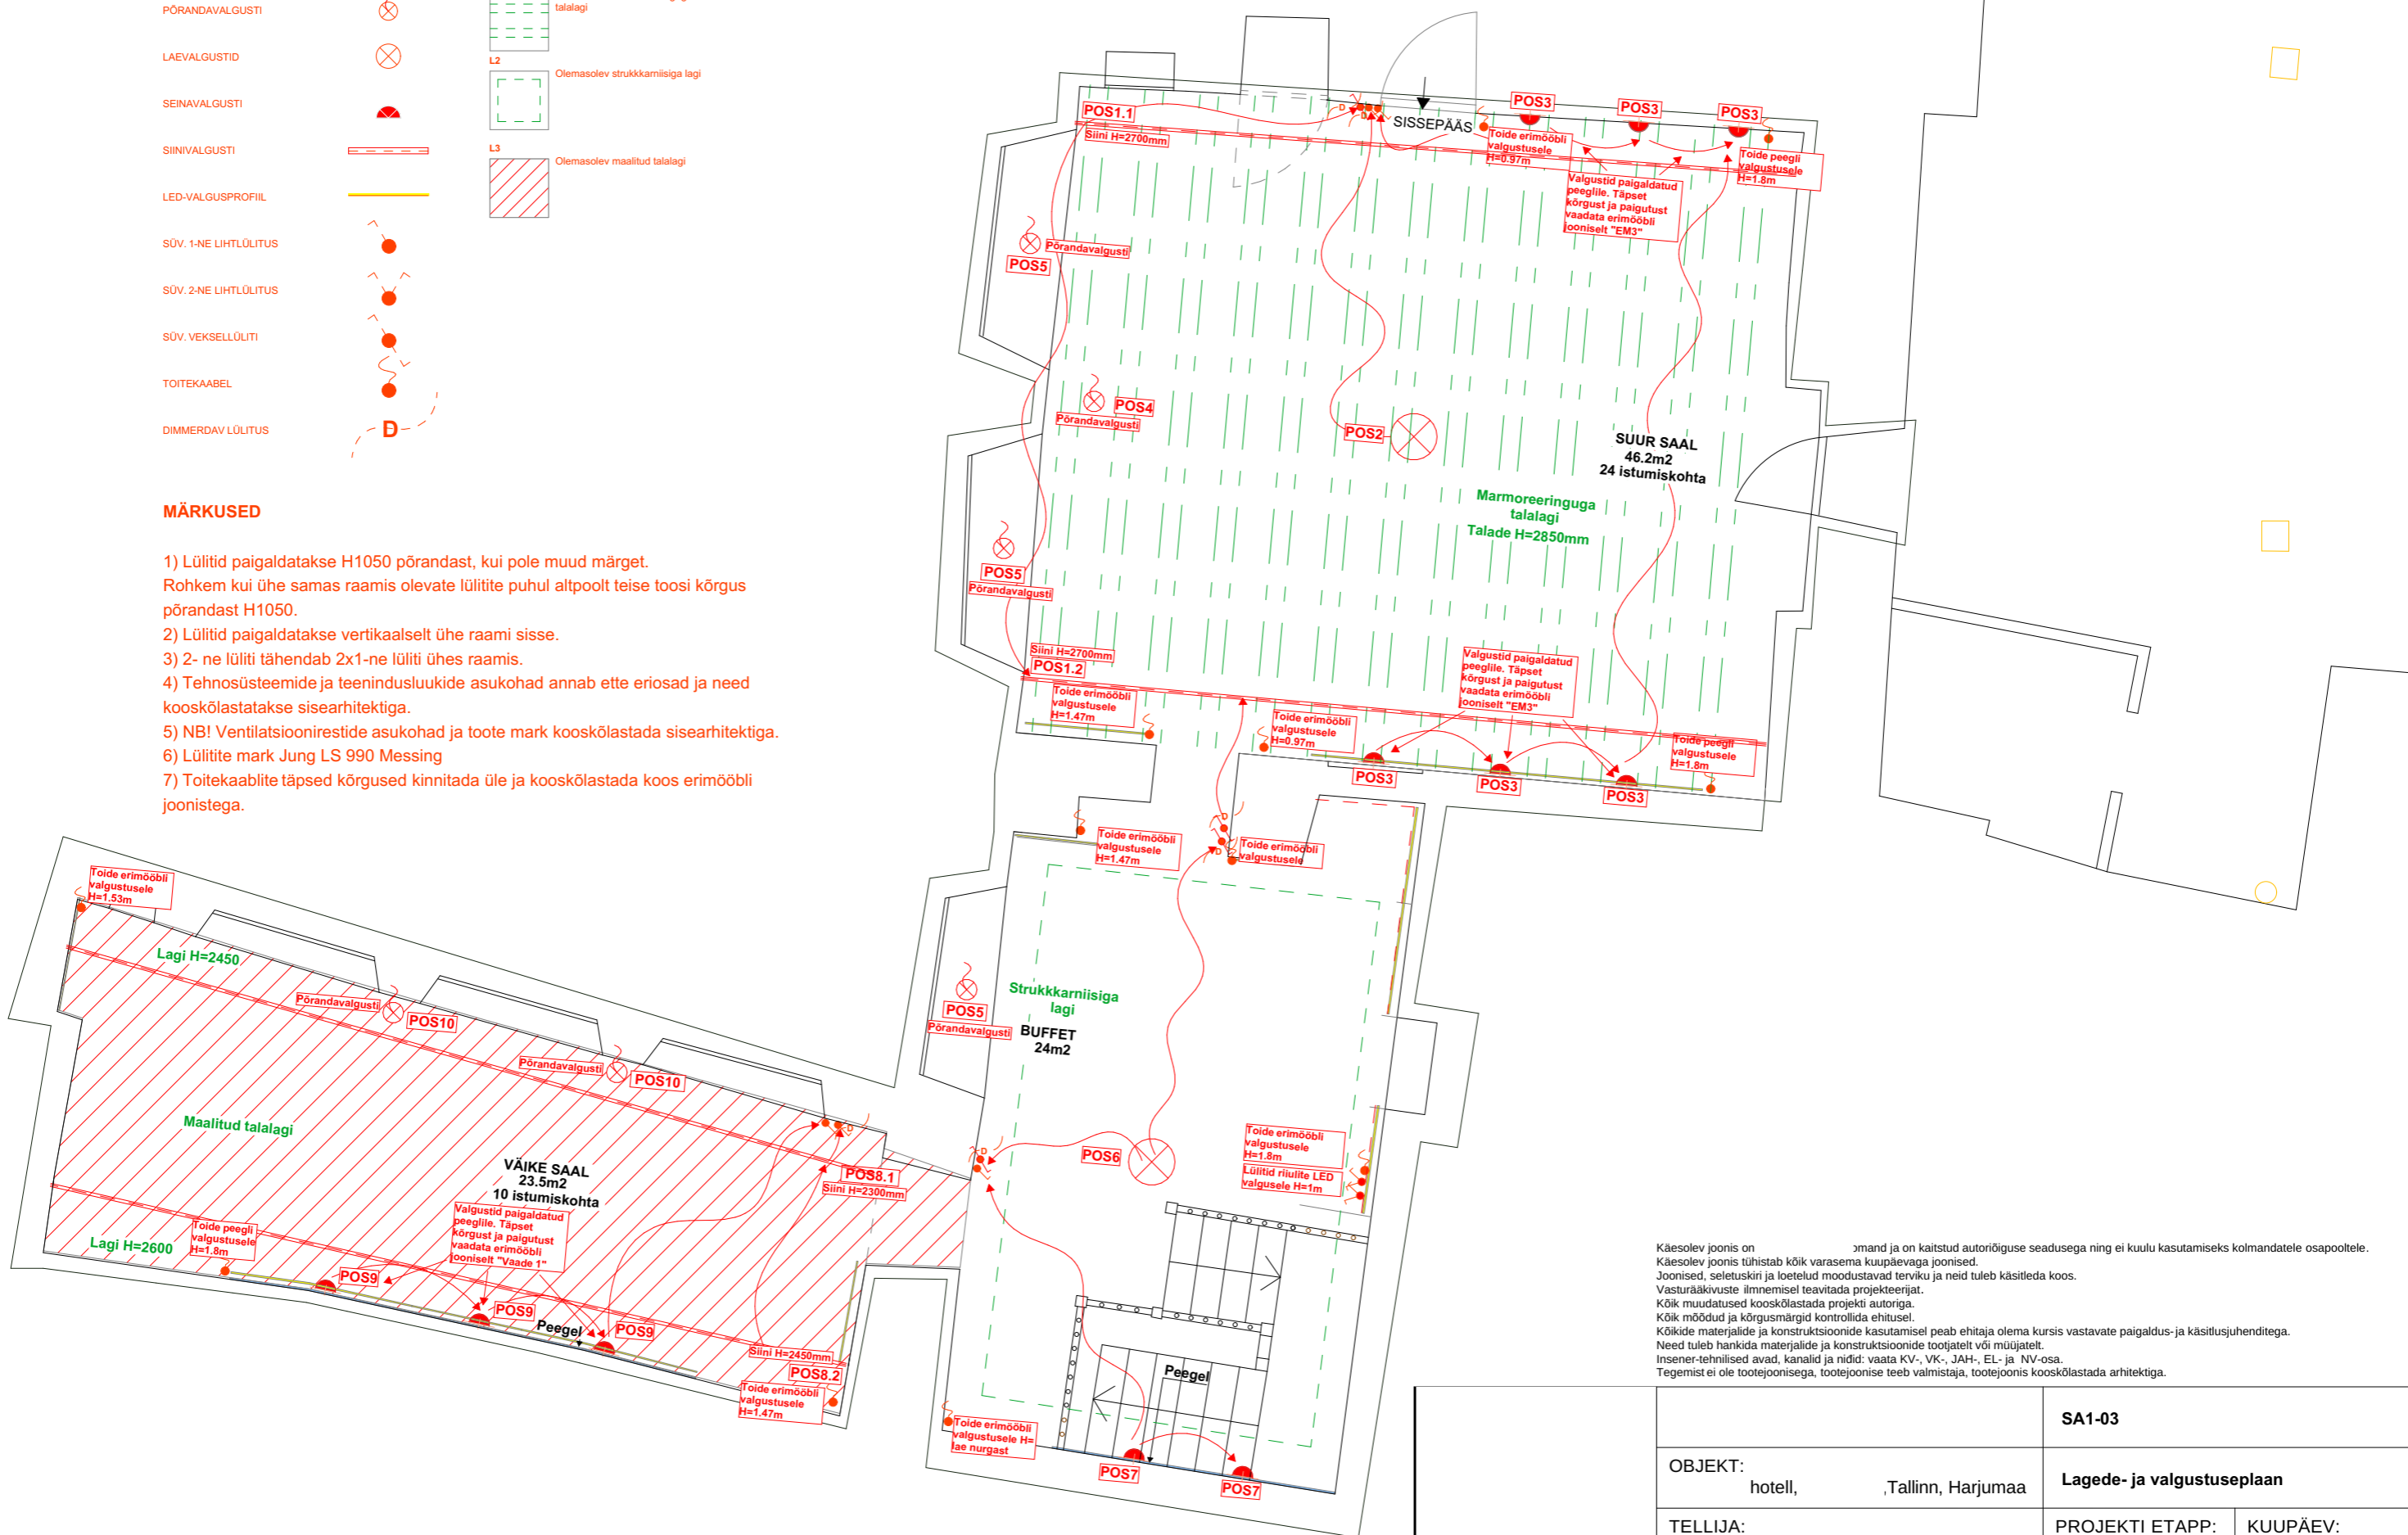 PÕRANDAVALGUSTI
LAEVALGUSTID
SEINAVALGUSTI
SIINIVALGUSTI
LED-VALGUSPROFIIL
SÜV. 1-NE LIHTLÜLITUS
SÜV. 2-NE LIHTLÜLITUS
SÜV. VEKSELLÜLITI
TOITEKAABEL
DIMMERDAV LÜLITUS
D
talalagi
L2
Olemasolev strukkkarniisiga lagi
L3
Olemasolev maalitud talalagi
MÄRKUSED
1) Lülitid paigaldatakse H1050 põrandast, kui pole muud märget.
Rohkem kui ühe samas raamis olevate lülitite puhul altpoolt teise toosi kõrgus
põrandast H1050.
2) Lülitid paigaldatakse vertikaalselt ühe raami sisse.
3) 2- ne lüliti tähendab 2x1-ne lüliti ühes raamis.
4) Tehnosüsteemide ja teenindusluukide asukohad annab ette eriosad ja need
kooskõlastatakse sisearhitektiga.
5) NB! Ventilatsioonirestide asukohad ja toote mark kooskõlastada sisearhitektiga.
6) Lülitite mark Jung LS 990 Messing
7) Toitekaablite täpsed kõrgused kinnitada üle ja kooskõlastada koos erimööbli
joonistega.
POS1.1
Siini H=2700mm
D
D
SISSEPÄÄS
POS3
POS3
POS3
Toide erimööbli
valgustusele
H=0.97m
Toide peegli
valgustusele
H=1.8m
Valgustid paigaldatud
peeglile. Täpset
kõrgust ja paigutust
vaadata erimööbli
jooniselt "EM3"
Põrandavalgusti
POS5
POS4
Põrandavalgusti
POS2
SUUR SAAL
46.2m2
24 istumiskohta
Marmoreeringuga
talalagi
Talade H=2850mm
POS5
Põrandavalgusti
Siini H=2700mm
POS1.2
Toide erimööbli
valgustusele
H=1.47m
Toide erimööbli
valgustusele
H=0.97m
Valgustid paigaldatud
peeglile. Täpset
kõrgust ja paigutust
vaadata erimööbli
jooniselt "EM3"
Toide peegli
valgustusele
H=1.8m
POS3
POS3
POS3
Toide erimööbli
valgustusele
H=1.47m
D
D
Toide erimööbli
valgustusele
Toide erimööbli
valgustusele
H=1.53m
Lagi H=2450
Põrandavalgusti
POS10
Põrandavalgusti
POS10
Maalitud talalagi
VÄIKE SAAL
23.5m2
10 istumiskohta
D
POS8.1
Siini H=2300mm
Valgustid paigaldatud
peeglile. Täpset
kõrgust ja paigutust
vaadata erimööbli
jooniselt "Vaade 1"
Toide peegli
valgustusele
H=1.8m
Lagi H=2600
POS9
POS9
POS9
Peegel
Siini H=2450mm
POS8.2
Toide erimööbli
valgustusele
H=1.47m
Strukkkarniisiga
lagi
BUFFET
24m2
POS5
Põrandavalgusti
D
POS6
Toide erimööbli
valgustusele
H=1.8m
Lülitid riiulite LED
valgusele H=1m
Peegel
Toide erimööbli
valgustusele H=
lae nurgast
POS7
POS7
Käesolev joonis on omand ja on kaitstud autoriõiguse seadusega ning ei kuulu kasutamiseks kolmandatele osapooltele.
Käesolev joonis tühistab kõik varasema kuupäevaga joonised.
Joonised, seletuskiri ja loetelud moodustavad terviku ja neid tuleb käsitleda koos.
Vasturääkivuste ilmnemisel teavitada projekteerijat.
Kõik muudatused kooskõlastada projekti autoriga.
Kõik mõõdud ja kõrgusmärgid kontrollida ehitusel.
Kõikide materjalide ja konstruktsioonide kasutamisel peab ehitaja olema kursis vastavate paigaldus- ja käsitlusjuhenditega.
Need tuleb hankida materjalide ja konstruktsioonide tootjatelt või müüjatelt.
Insener-tehnilised avad, kanalid ja nišid: vaata KV-, VK-, JAH-, EL- ja NV-osa.
Tegemist ei ole tootejoonisega, tootejoonise teeb valmistaja, tootejoonis kooskõlastada arhitektiga.
SA1-03
OBJEKT:
hotell, ,Tallinn, Harjumaa
Lagede- ja valgustuseplaan
TELLIJA:
PROJEKTI ETAPP:
KUUPÄEV: